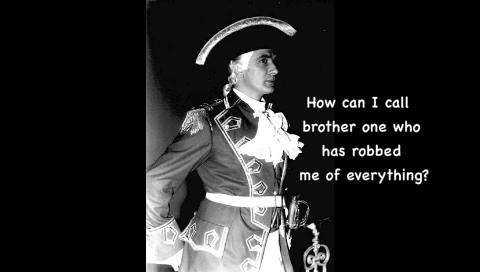 How can I call
brother one who
has robbed
me of everything?